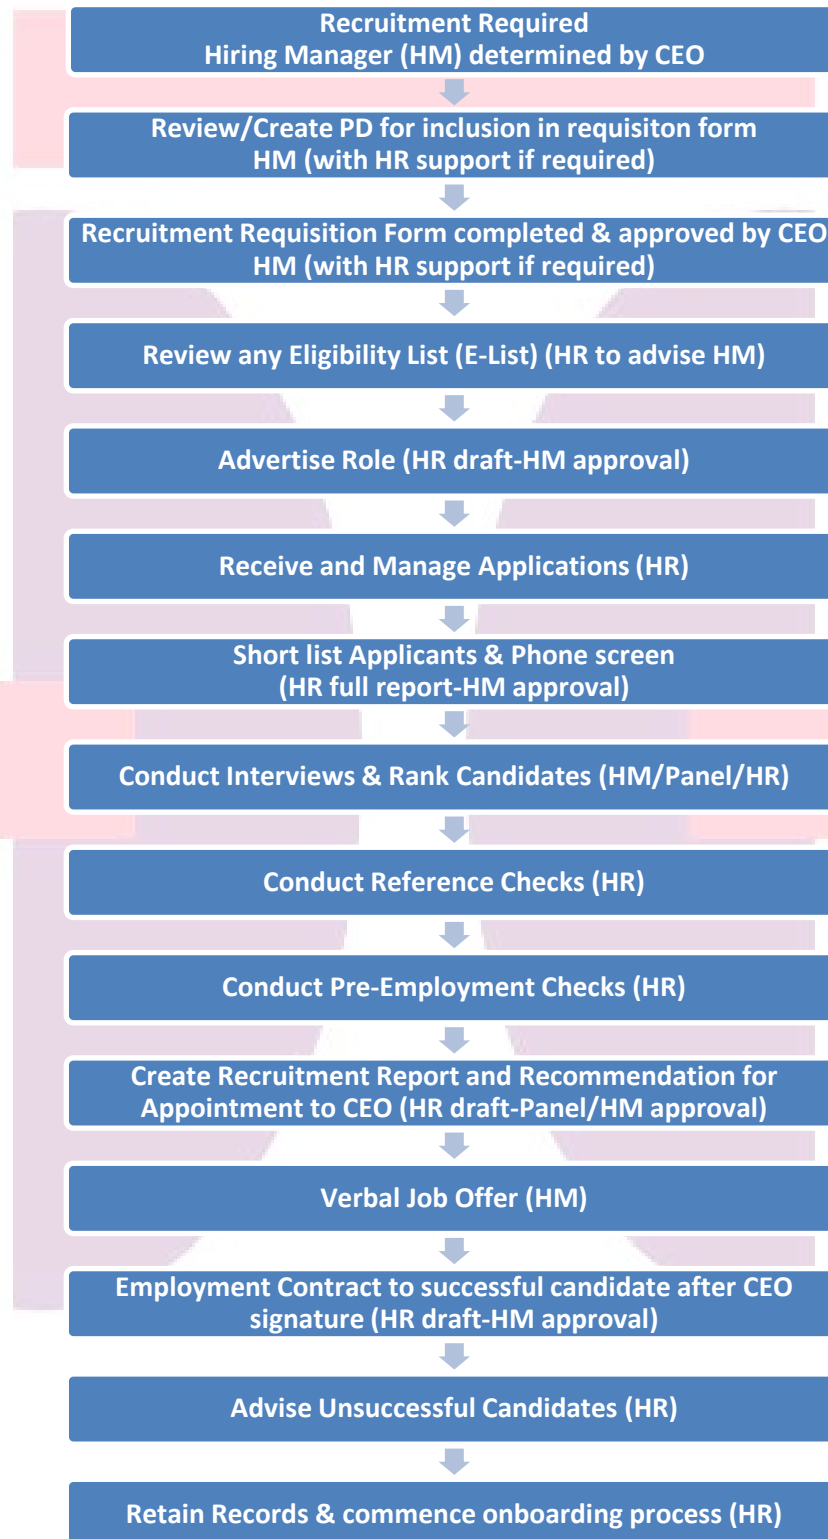 Recruitment Required
Hiring Manager (HM) determined by CEO
Review/Create PD for inclusion in requisiton form
HM (with HR support if required)
Recruitment Requisition Form completed & approved by CEO
HM (with HR support if required)
Review any Eligibility List (E-List) (HR to advise HM)
Advertise Role (HR draft-HM approval)
Receive and Manage Applications (HR)
Short list Applicants & Phone screen
(HR full report-HM approval)
Conduct Interviews & Rank Candidates (HM/Panel/HR)
Conduct Reference Checks (HR)
Conduct Pre-Employment Checks (HR)
Create Recruitment Report and Recommendation for
Appointment to CEO (HR draft-Panel/HM approval)
Verbal Job Offer (HM)
Employment Contract to successful candidate after CEO
signature (HR draft-HM approval)
Advise Unsuccessful Candidates (HR)
Retain Records & commence onboarding process (HR)